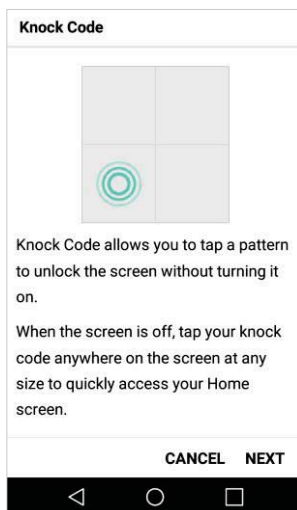 Knock Code
Knock Code allows you to tap a pattern
to unlock the screen without turning it
on.
When the screen is off, tap your knock
code anywhere on the screen at any
size to quickly access your Home
screen.
CANCEL NEXT